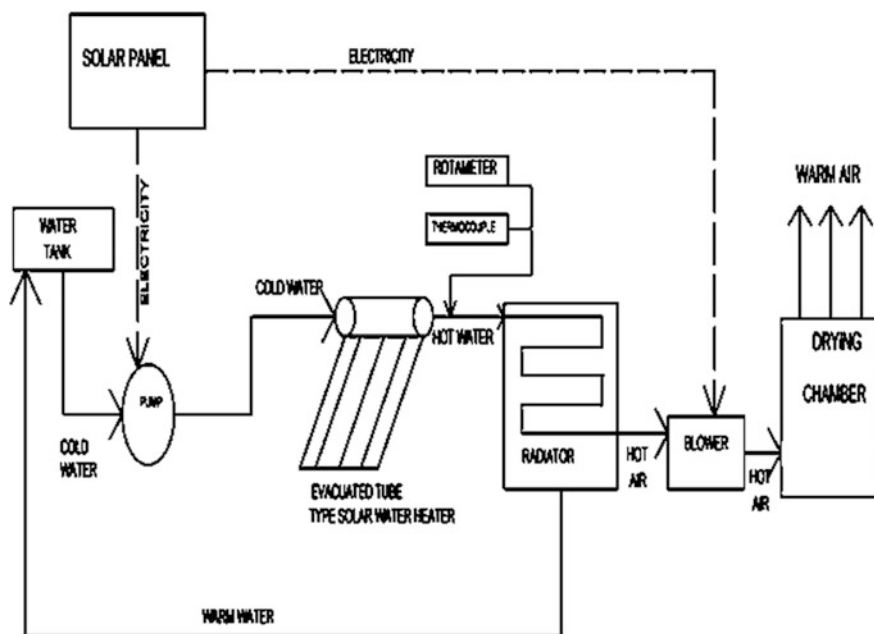 SOLAR PANEL
ELECTRICITY
ELECTRICITY
ROTAMETER
THERMOCOUPLE
WARM AIR
WATER
TANK
COLD WATER
HOT WATER
PUMP
COLD
WATER
EVACUATED TUBE
TYPE SOLAR WATER HEATER
RADIATOR
HOT
AIR
BLOWER
HOT
AIR
DRYING
CHAMBER
WARM WATER